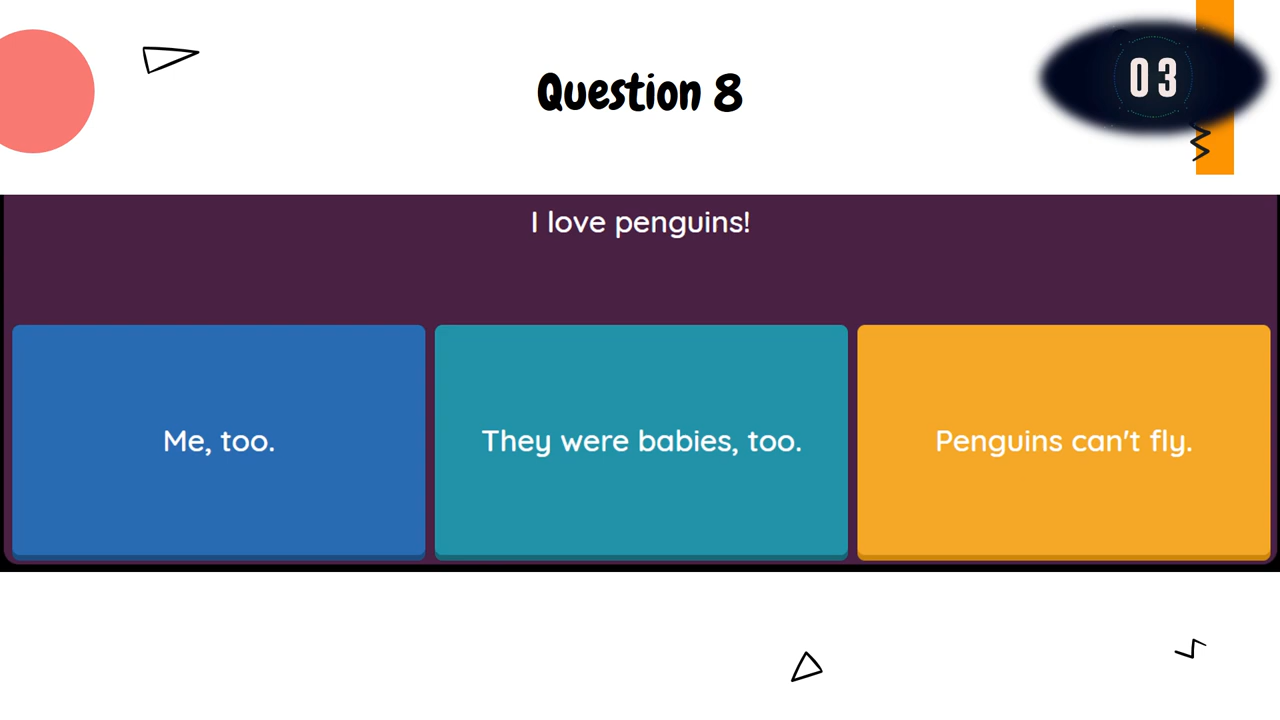 Question 8
03
I love penguins!
Me, too.
They were babies, too.
Penguins can't fly.